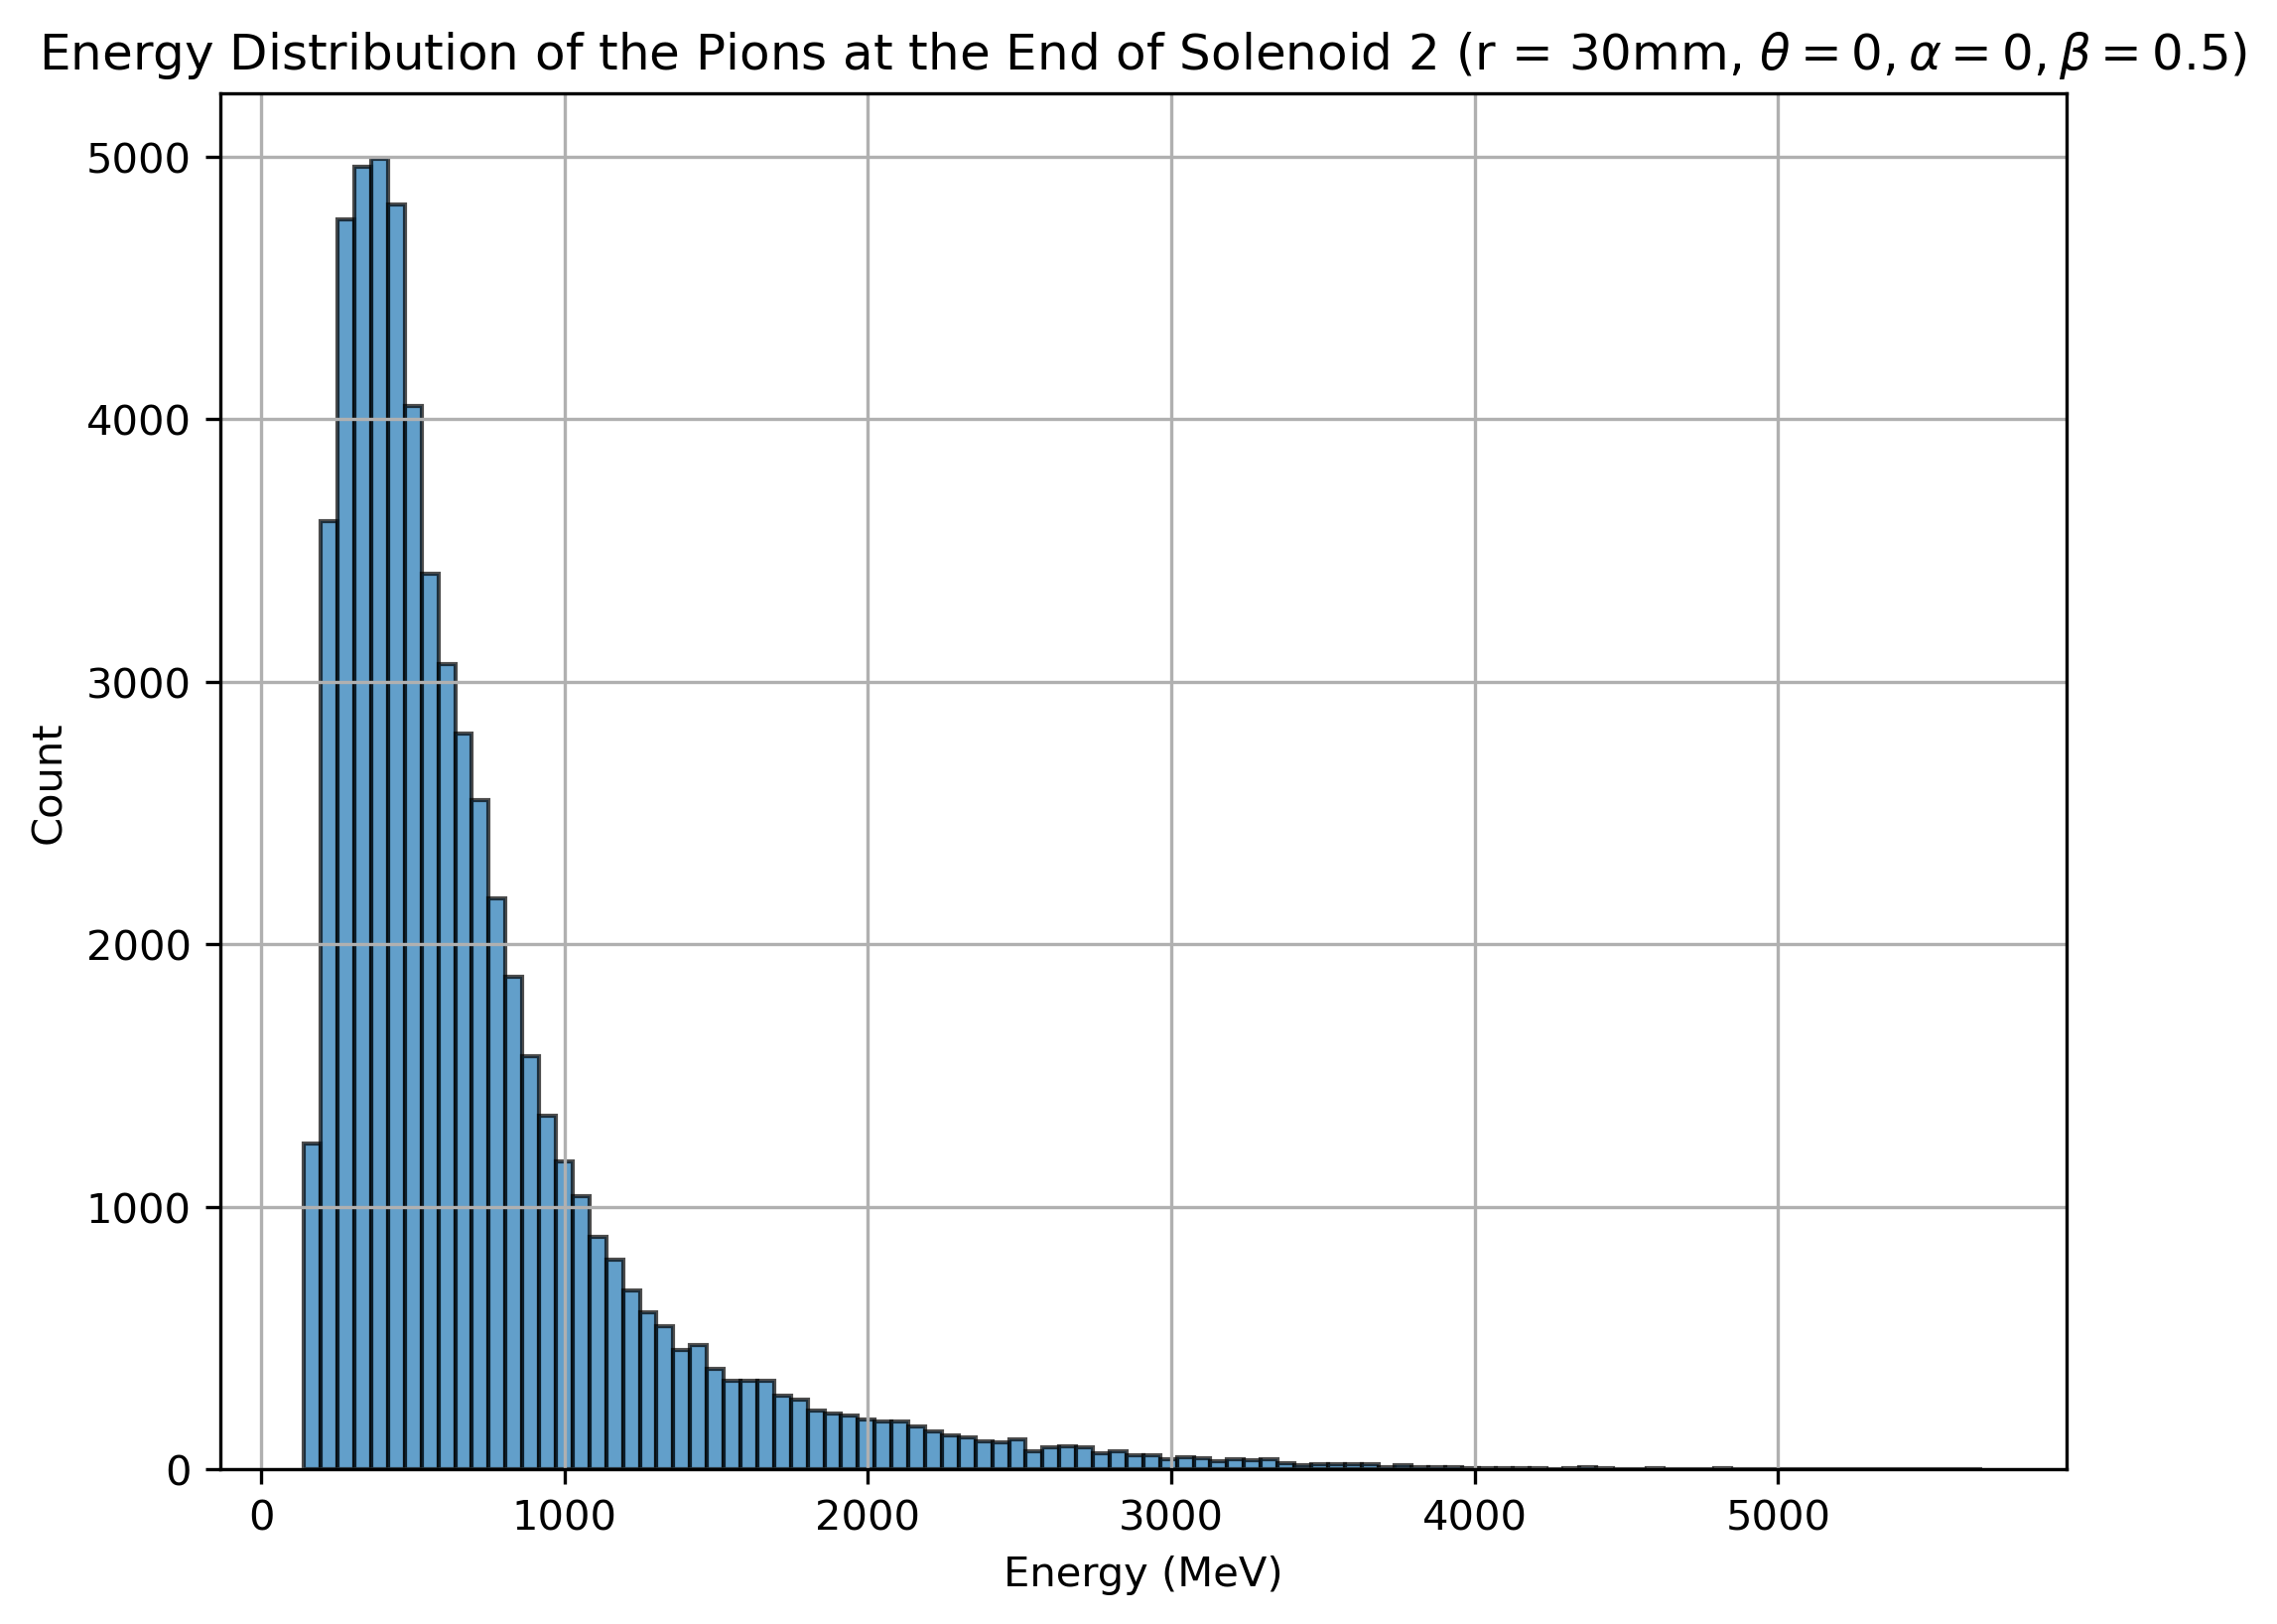 Energy Distribution of the Pions at the End of Solenoid 2 (r = 30mm, θ = 0, α = 0, β = 0.5)
5000
4000
3000
2000
1000
0
Count
0 1000 2000 3000 4000 5000
Energy (MeV)